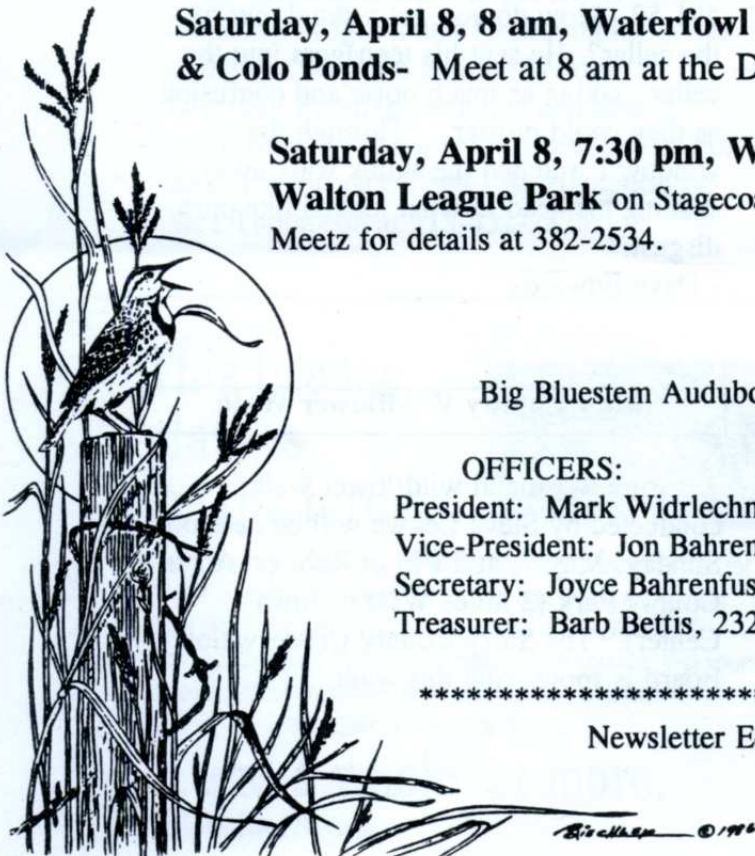 Saturday, April 8, 8 am, Waterfowl
& Colo Ponds- Meet at 8 am at the D
Saturday, April 8, 7:30 pm, W
Walton League Park on Stageco
Meetz for details at 382-2534.
Big Bluestem Audubo
OFFICERS:
President: Mark Widrlechn
Vice-President: Jon Bahren
Secretary: Joyce Bahrenfus
Treasurer: Barb Bettis, 232
**********************
Newsletter E
© 1986